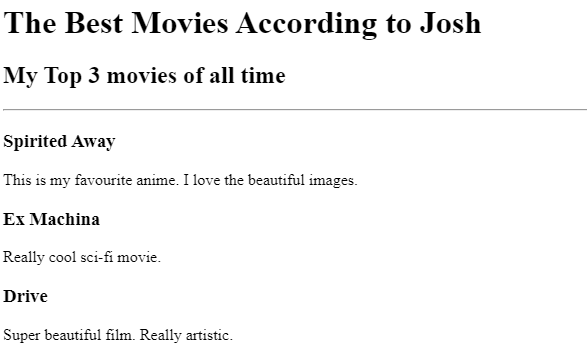 The Best Movies According to Josh
My Top 3 movies of all time
Spirited Away
This is my favourite anime. I love the beautiful images.
Ex Machina
Really cool sci-fi movie.
Drive
Super beautiful film. Really artistic.